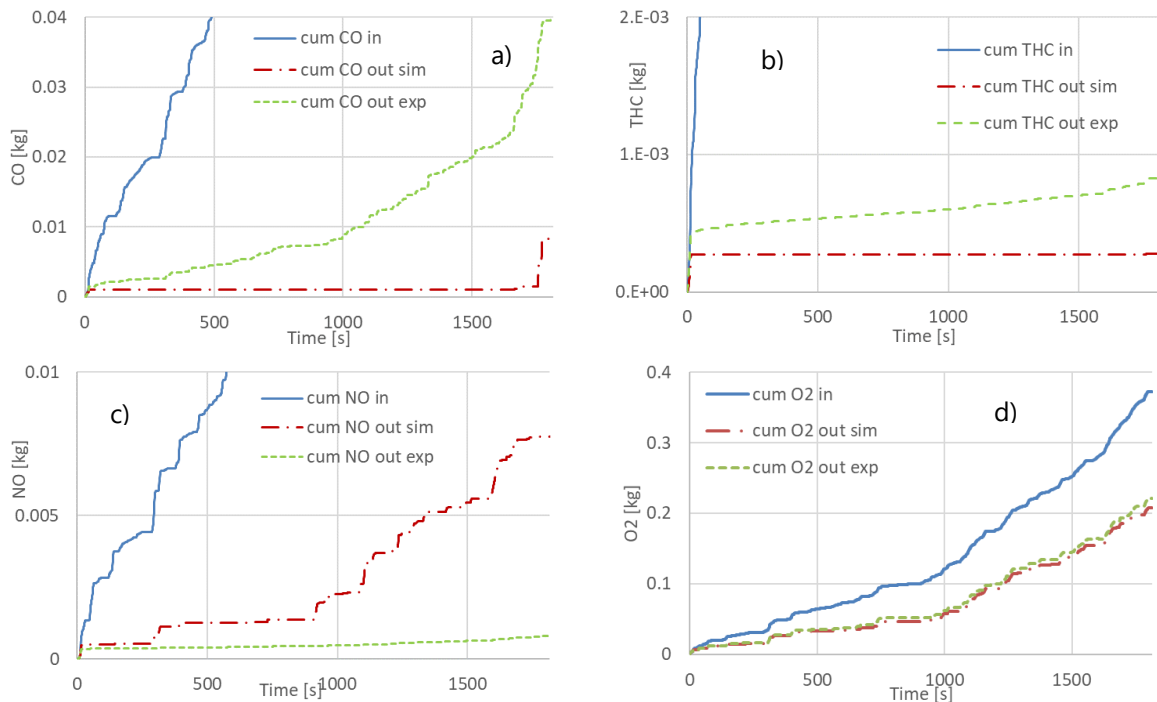 0.04
0.03
0.02
0.01
0
CO [kg]
cum CO in
cum CO out sim
cum CO out exp
a)
0
500
1000
1500
Time [s]
2.E-03
1.E-03
0.E+00
THC [kg]
b)
cum THC in
cum THC out sim
cum THC out exp
0
500
1000
1500
Time [s]
0.01
0.005
0
NO [kg]
c)
cum NO in
cum NO out sim
cum NO out exp
0
500
1000
1500
Time [s]
0.4
0.3
0.2
0.1
0
O2 [kg]
cum O2 in
cum O2 out sim
cum O2 out exp
d)
0
500
1000
1500
Time [s]